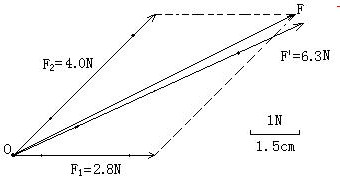 F
F₂=4.0N
F'=6.3N
1N
1.5cm
O
F₁=2.8N